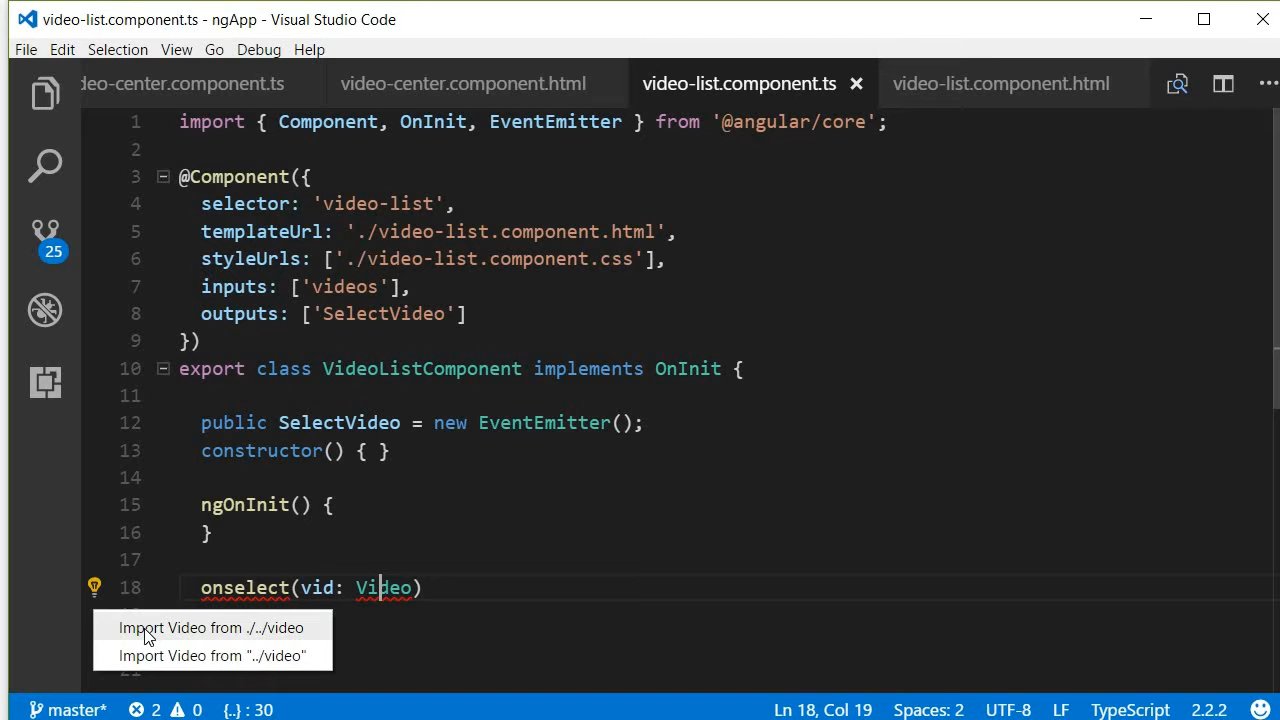 video-list.component.ts - ngApp - Visual Studio Code
File Edit Selection View Go Debug Help
deo-center.component.ts video-center.component.html video-list.component.ts video-list.component.html
1 import { Component, OnInit, EventEmitter } from '@angular/core';
2
3 @Component({
4 selector: 'video-list',
5 templateUrl: './video-list.component.html',
6 styleUrls: ['./video-list.component.css'],
7 inputs: ['videos'],
8 outputs: ['SelectVideo']
9 })
10 export class VideoListComponent implements OnInit {
11
12 public SelectVideo = new EventEmitter();
13 constructor() { }
14
15 ngOnInit() {
16 }
17
18 onselect(vid: Video)
Import Video from ./../video
Import Video from "../video"
25
master* 2 0 {..} : 30 Ln 18, Col 19 Spaces: 2 UTF-8 LF TypeScript 2.2.2